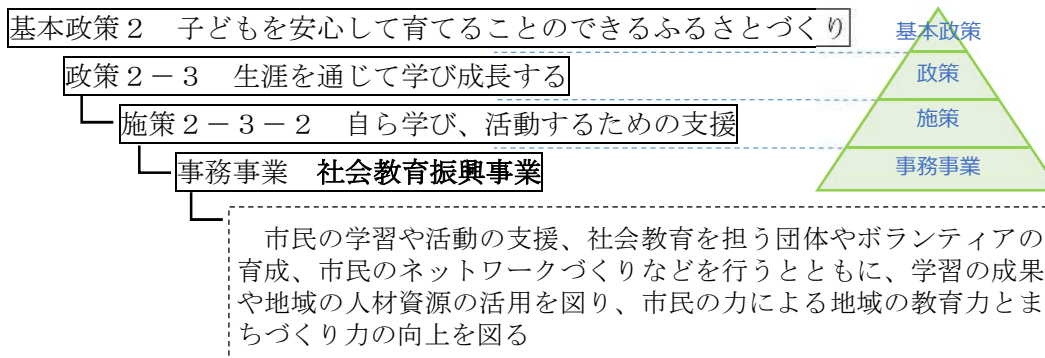 基本政策２　子どもを安心して育てることのできるふるさとづくり
政策２－３　生涯を通じて学び成長する
施策２－３－２　自ら学び、活動するための支援
事務事業　社会教育振興事業
市民の学習や活動の支援、社会教育を担う団体やボランティアの
育成、市民のネットワークづくりなどを行うとともに、学習の成果
や地域の人材資源の活用を図り、市民の力による地域の教育力とま
ちづくり力の向上を図る
基本政策
政策
施策
事務事業